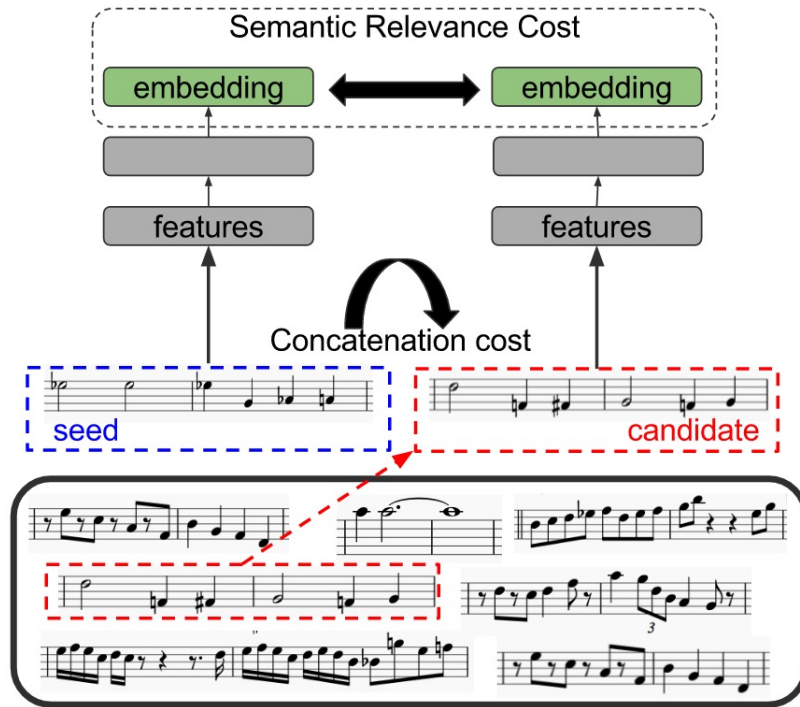 Semantic Relevance Cost
embedding embedding
features features
Concatenation cost
seed candidate
3